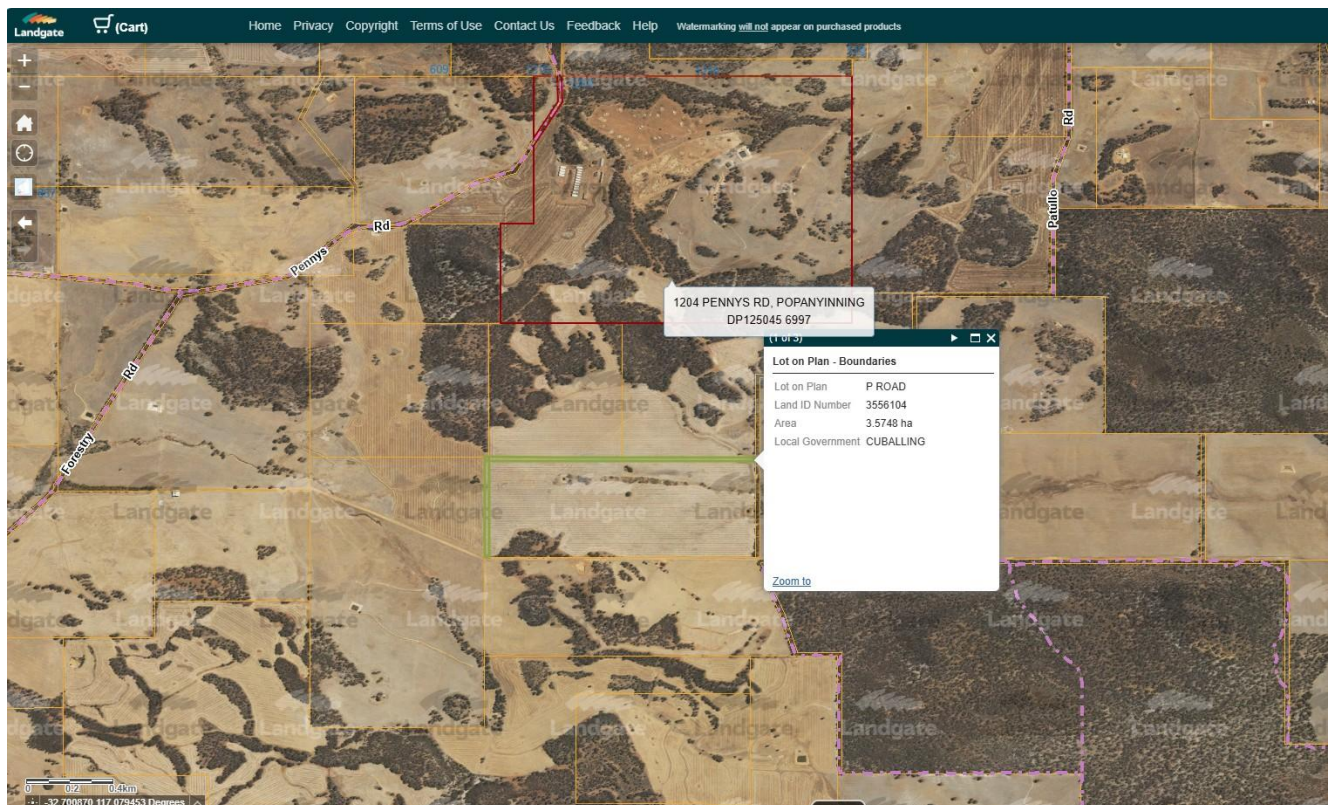 Landgate
(Cart)
Home Privacy Copyright Terms of Use Contact Us Feedback Help Watermarking will not appear on purchased products
+
−
609
Rd
Patullo
Pennys
Rd
1204 PENNYS RD, POPANYINNING
DP125045 6997
(1 of 3)
Lot on Plan - Boundaries
Lot on Plan P ROAD
Land ID Number 3556104
Area 3.5748 ha
Local Government CUBALLING
Zoom to
Forestry
Rd
Landgate
0 0.2 0.4km
-32.700870 117.079453 Degrees